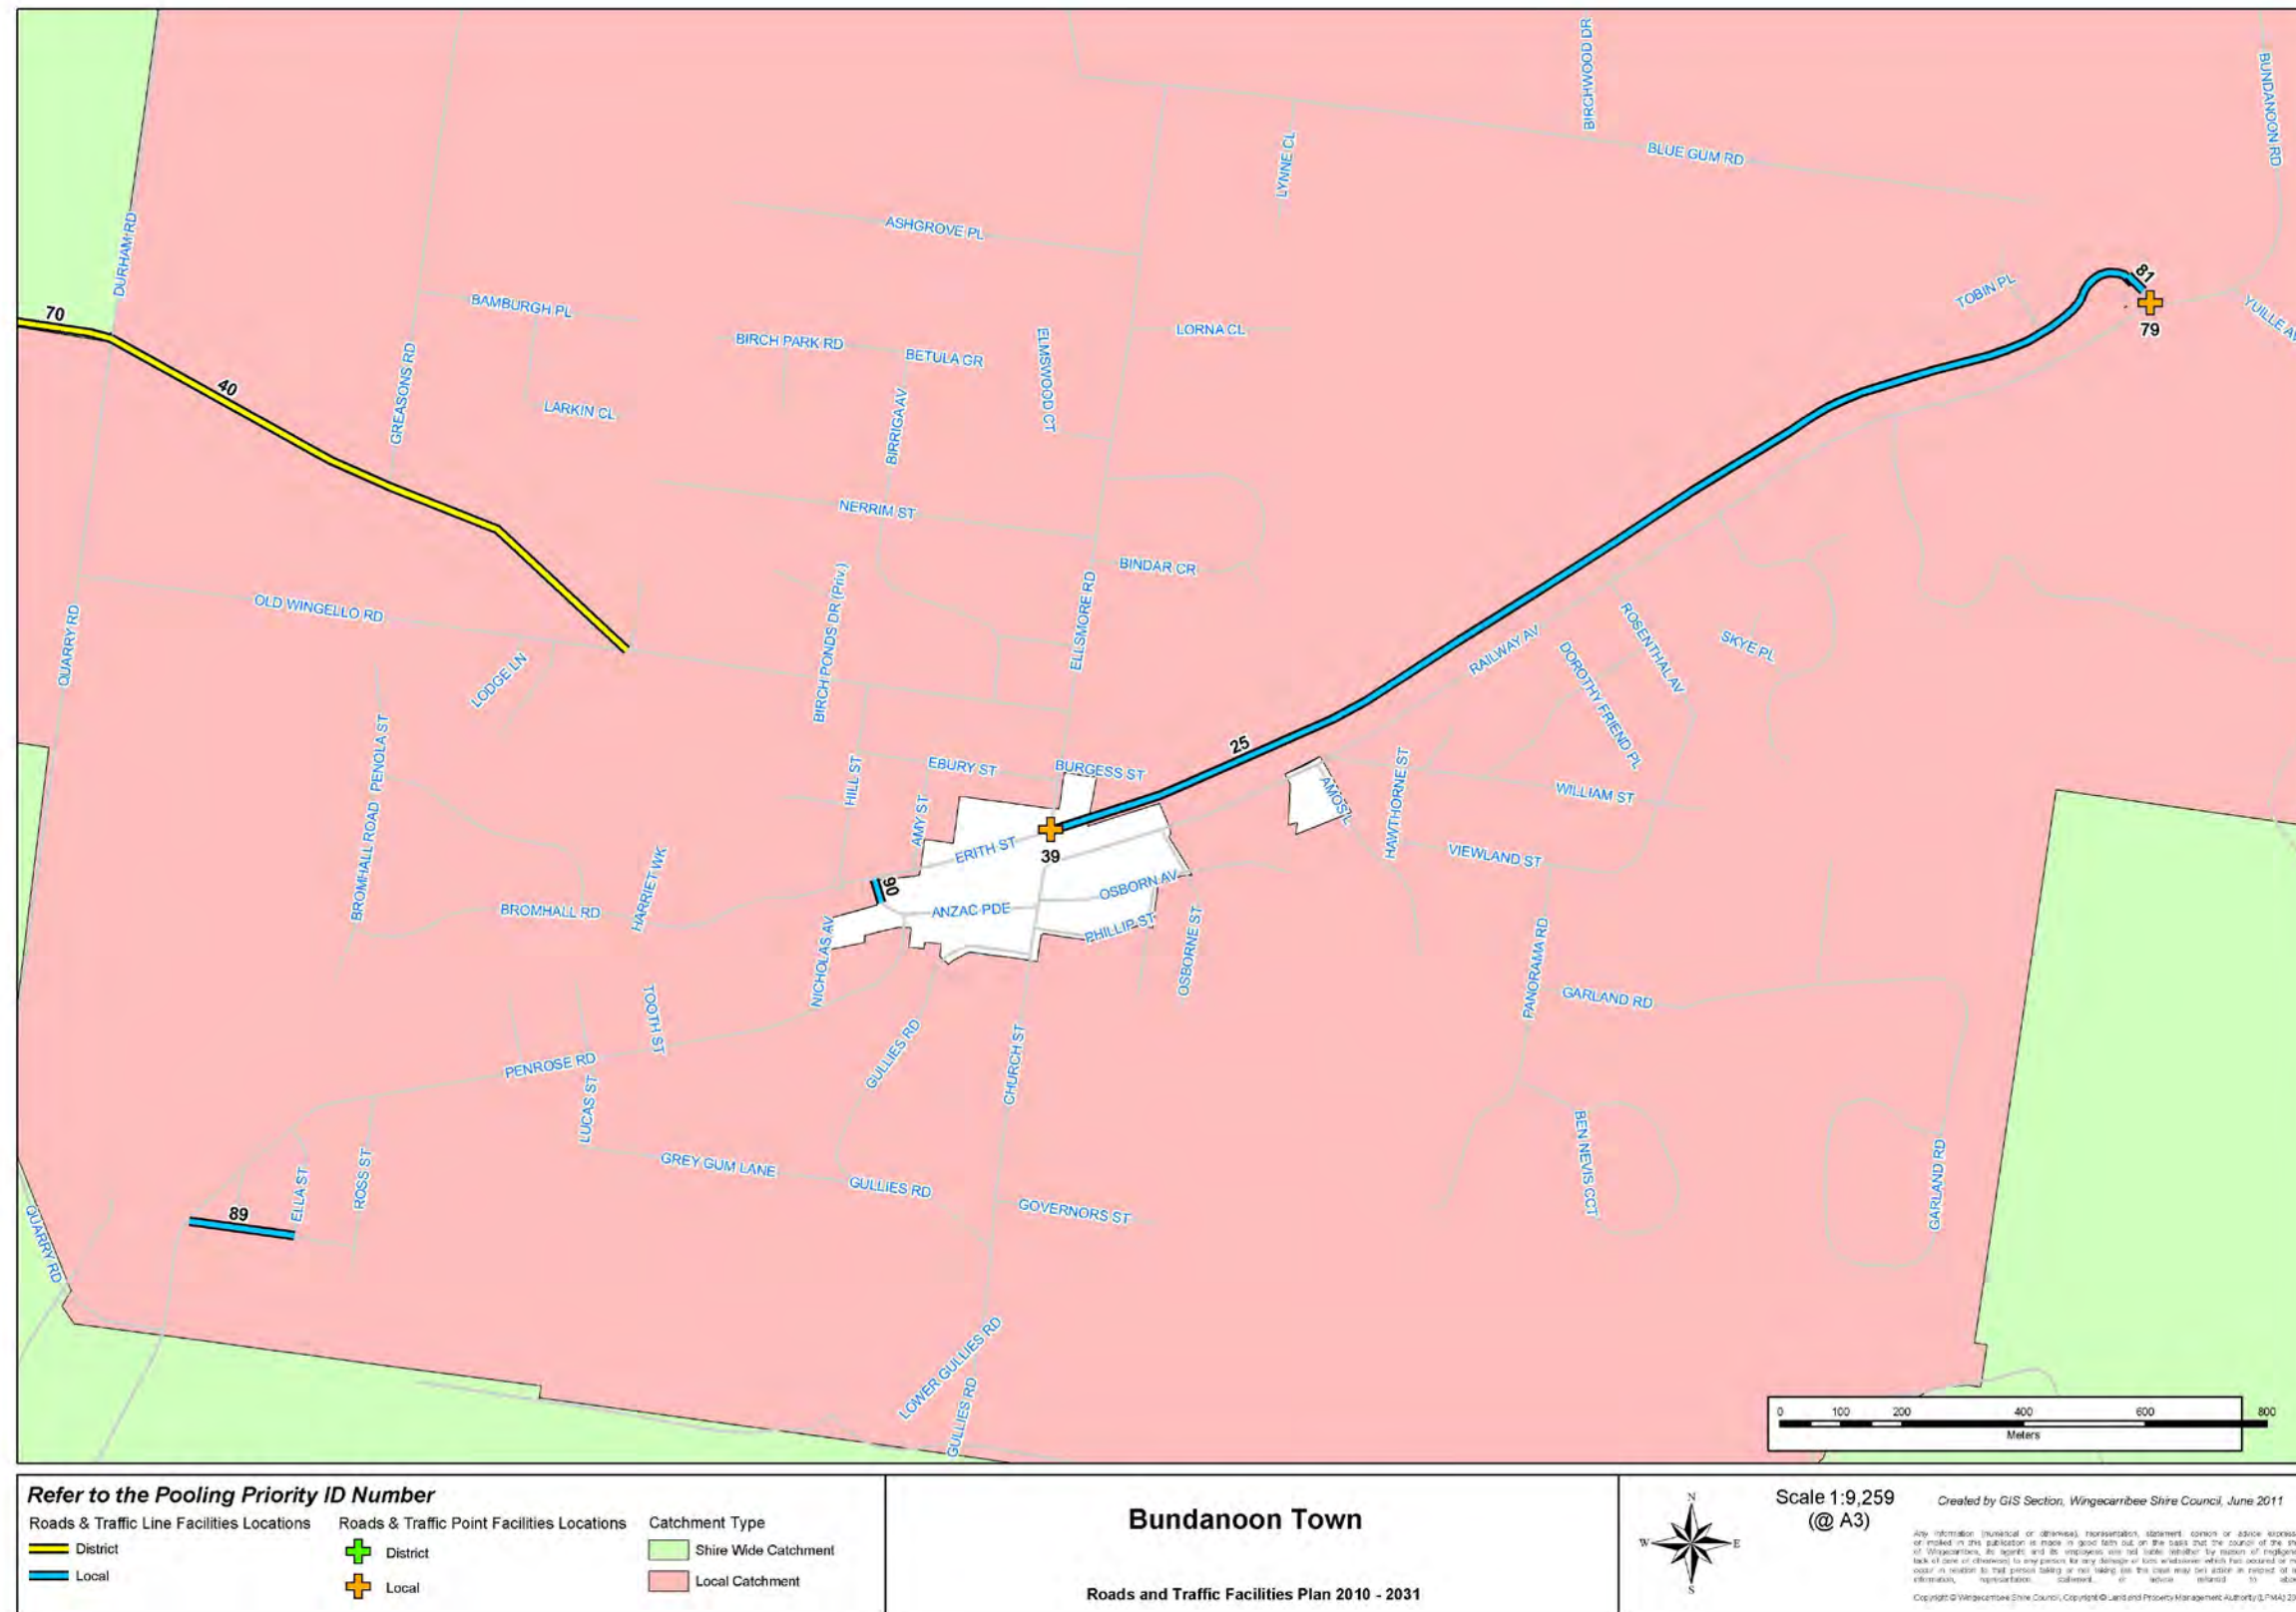 BIRCHWOOD DR
BUNDANOON RD
BLUE GUM RD
LYNNE CL
ASHGROVE PL
DURHAM RD
TOBIN PL
81
79
YUILLE
BAMBURGH PL
70
LORNA CL
BIRCH PARK RD
BETULA GR
ELMSWOOD CT
GREASONS RD
40
LARKIN CL
BIRRIGA AV
NERRIM ST
BINDAR CR
BIRCH PONDS DR (Priv.)
ELLSMORE RD
OLD WINGELLO RD
QUARRY RD
LODGE LN
RAILWAY AV
ROSENTHAL AV
DOROTHY FRIEND PL
SKYE PL
PENOLA ST
BROMHALL ROAD
HILL ST
EBURY ST
BURGESS ST
25
AMY ST
AMOS L
HAWTHORNE ST
WILLIAM ST
ERITH ST
39
VIEWLAND ST
HARRIET WK
90
BROMHALL RD
ANZAC PDE
OSBORN AV
PHILLIP ST
OSBORNE ST
NICHOLAS AV
PANORAMA RD
GARLAND RD
TOOTH ST
PENROSE RD
GULLIES RD
CHURCH ST
LUCAS ST
BEN NEVIS CCT
GREY GUM LANE
GULLIES RD
GOVERNORS ST
GARLAND RD
ELLA ST
ROSS ST
89
QUARRY RD
LOWER GULLIES RD
GULLIES RD
0 100 200 400 600 800
Meters
Refer to the Pooling Priority ID Number
Roads & Traffic Line Facilities Locations
District
Local
Roads & Traffic Point Facilities Locations
District
Local
Catchment Type
Shire Wide Catchment
Local Catchment
Bundanoon Town
Roads and Traffic Facilities Plan 2010 - 2031
N
W E
S
Scale 1:9,259
(@ A3)
Created by GIS Section, Wingecarribee Shire Council, June 2011